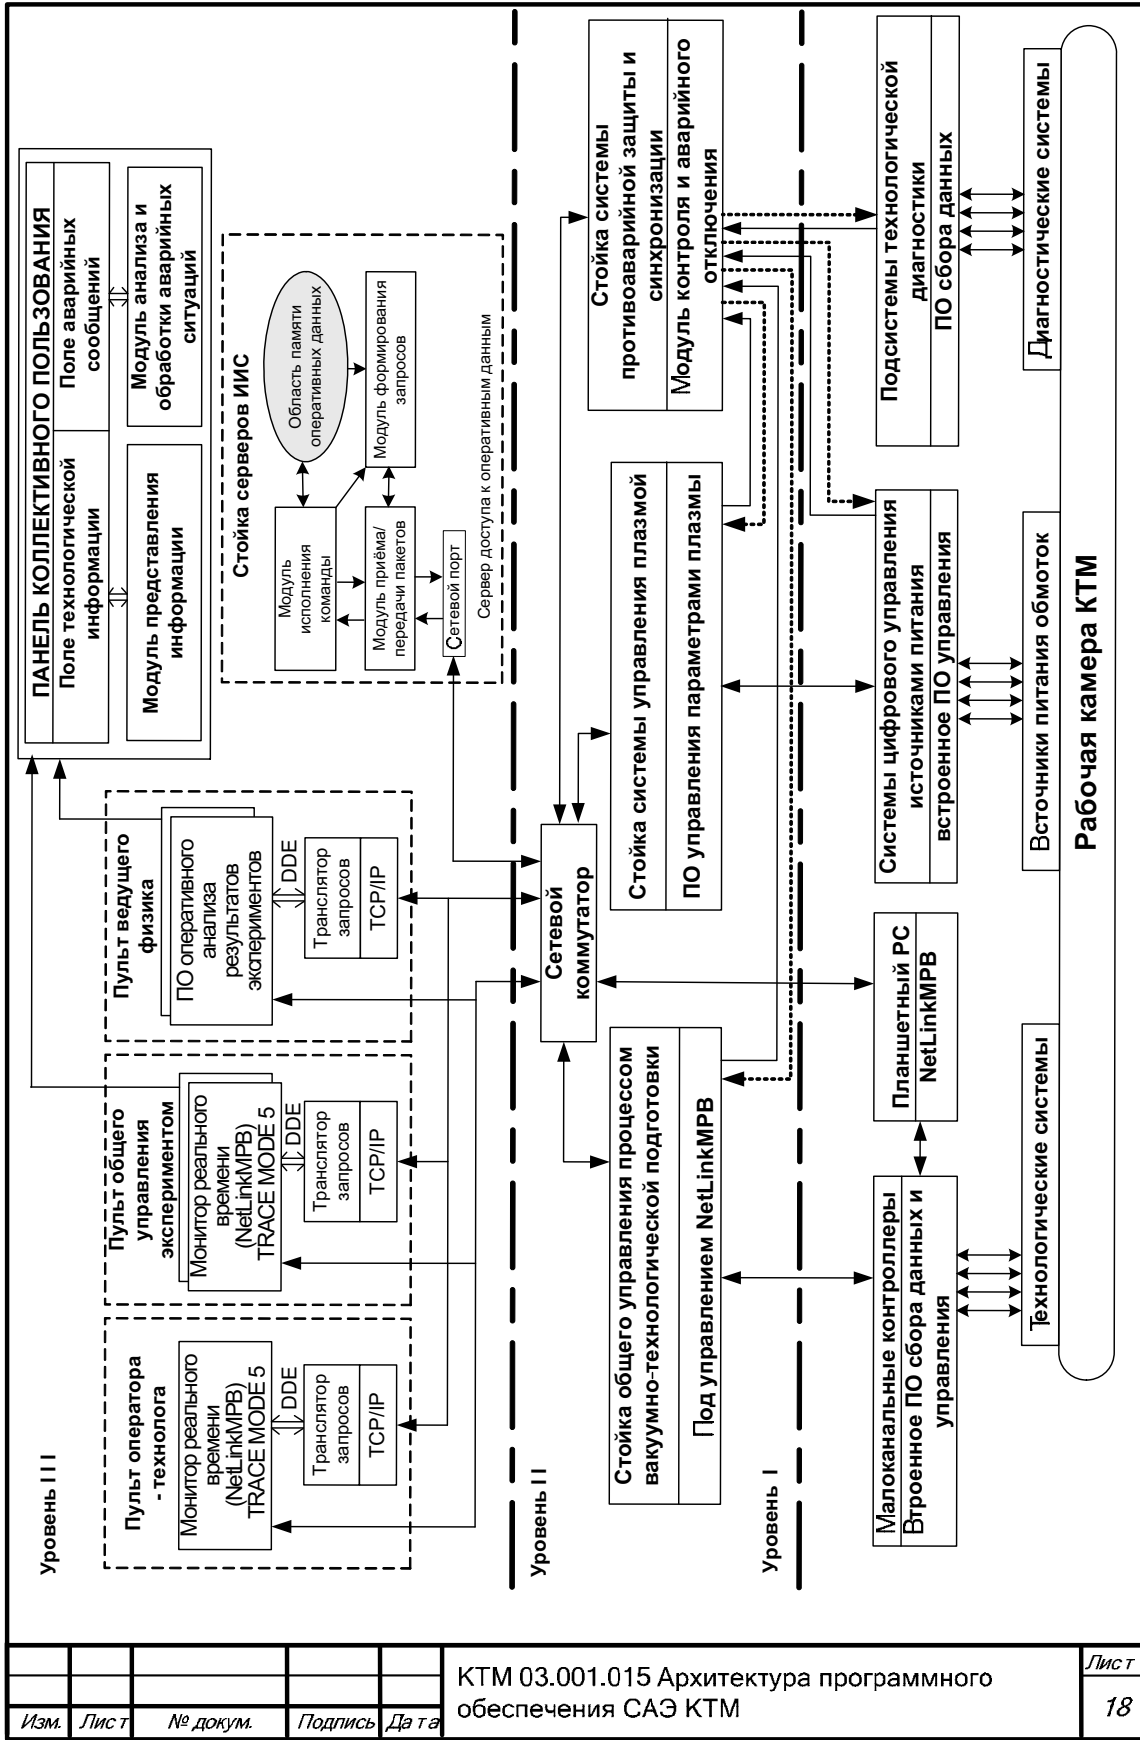 Уровень III
Пульт оператора
- технолога
Монитор реального
времени
(NetLinkМРВ)
TRACE MODE 5
DDE
Транслятор
запросов
TCP/IP
Пульт общего
управления
экспериментом
Монитор реального
времени
(NetLinkМРВ)
TRACE MODE 5
DDE
Транслятор
запросов
TCP/IP
Пульт ведущего
физика
ПО оперативного
анализа
результатов
экспериментов
DDE
Транслятор
запросов
TCP/IP
ПАНЕЛЬ КОЛЛЕКТИВНОГО ПОЛЬЗОВАНИЯ
Поле технологической
информации
Поле аварийных
сообщений
Модуль представления
информации
Модуль анализа и
обработки аварийных
ситуаций
Стойка серверов ИИС
Модуль
исполнения
команды
Область памяти
оперативных данных
Модуль приёма/
передачи пакетов
Модуль формирования
запросов
Сетевой порт
Сервер доступа к оперативным данным
Уровень II
Сетевой
коммутатор
Стойка общего управления процессом
вакуумно-технологической подготовки
Под управлением NetLinkМРВ
Стойка системы управления плазмой
ПО управления параметрами плазмы
Стойка системы
противоаварийной защиты и
синхронизации
Модуль контроля и аварийного
отключения
Уровень I
Малоканальные контроллеры
Втроенное ПО сбора данных и
управления
Планшетный РС
NetLinkМРВ
Системы цифрового управления
источниками питания
встроенное ПО управления
Подсистемы технологической
диагностики
ПО сбора данных
Технологические системы
Всточники питания обмоток
Диагностические системы
Рабочая камера КТМ
Изм.
Лист
№ докум.
Подпись
Дата
КТМ 03.001.015 Архитектура программного
обеспечения САЭ КТМ
Лист
18